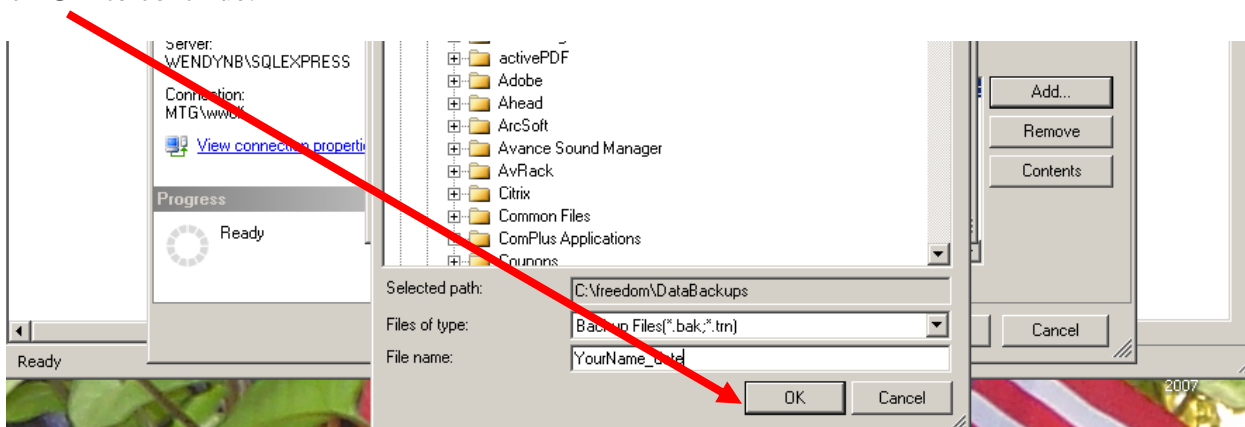 Server:
WENDYNB\SQLEXPRESS
Connection:
View connection
Progress
Ready
activePDF
Adobe
Ahead
ArcSoft
Avance Sound Manager
AvRack
Citrix
Common Files
ComPlus Applications
Coupons
Selected path: C:\freedom\DataBackups
Files of type: Backup Files(*.bak;*.trn)
File name: YourName_date
OK Cancel
Add...
Remove
Contents
Cancel
Ready
2007